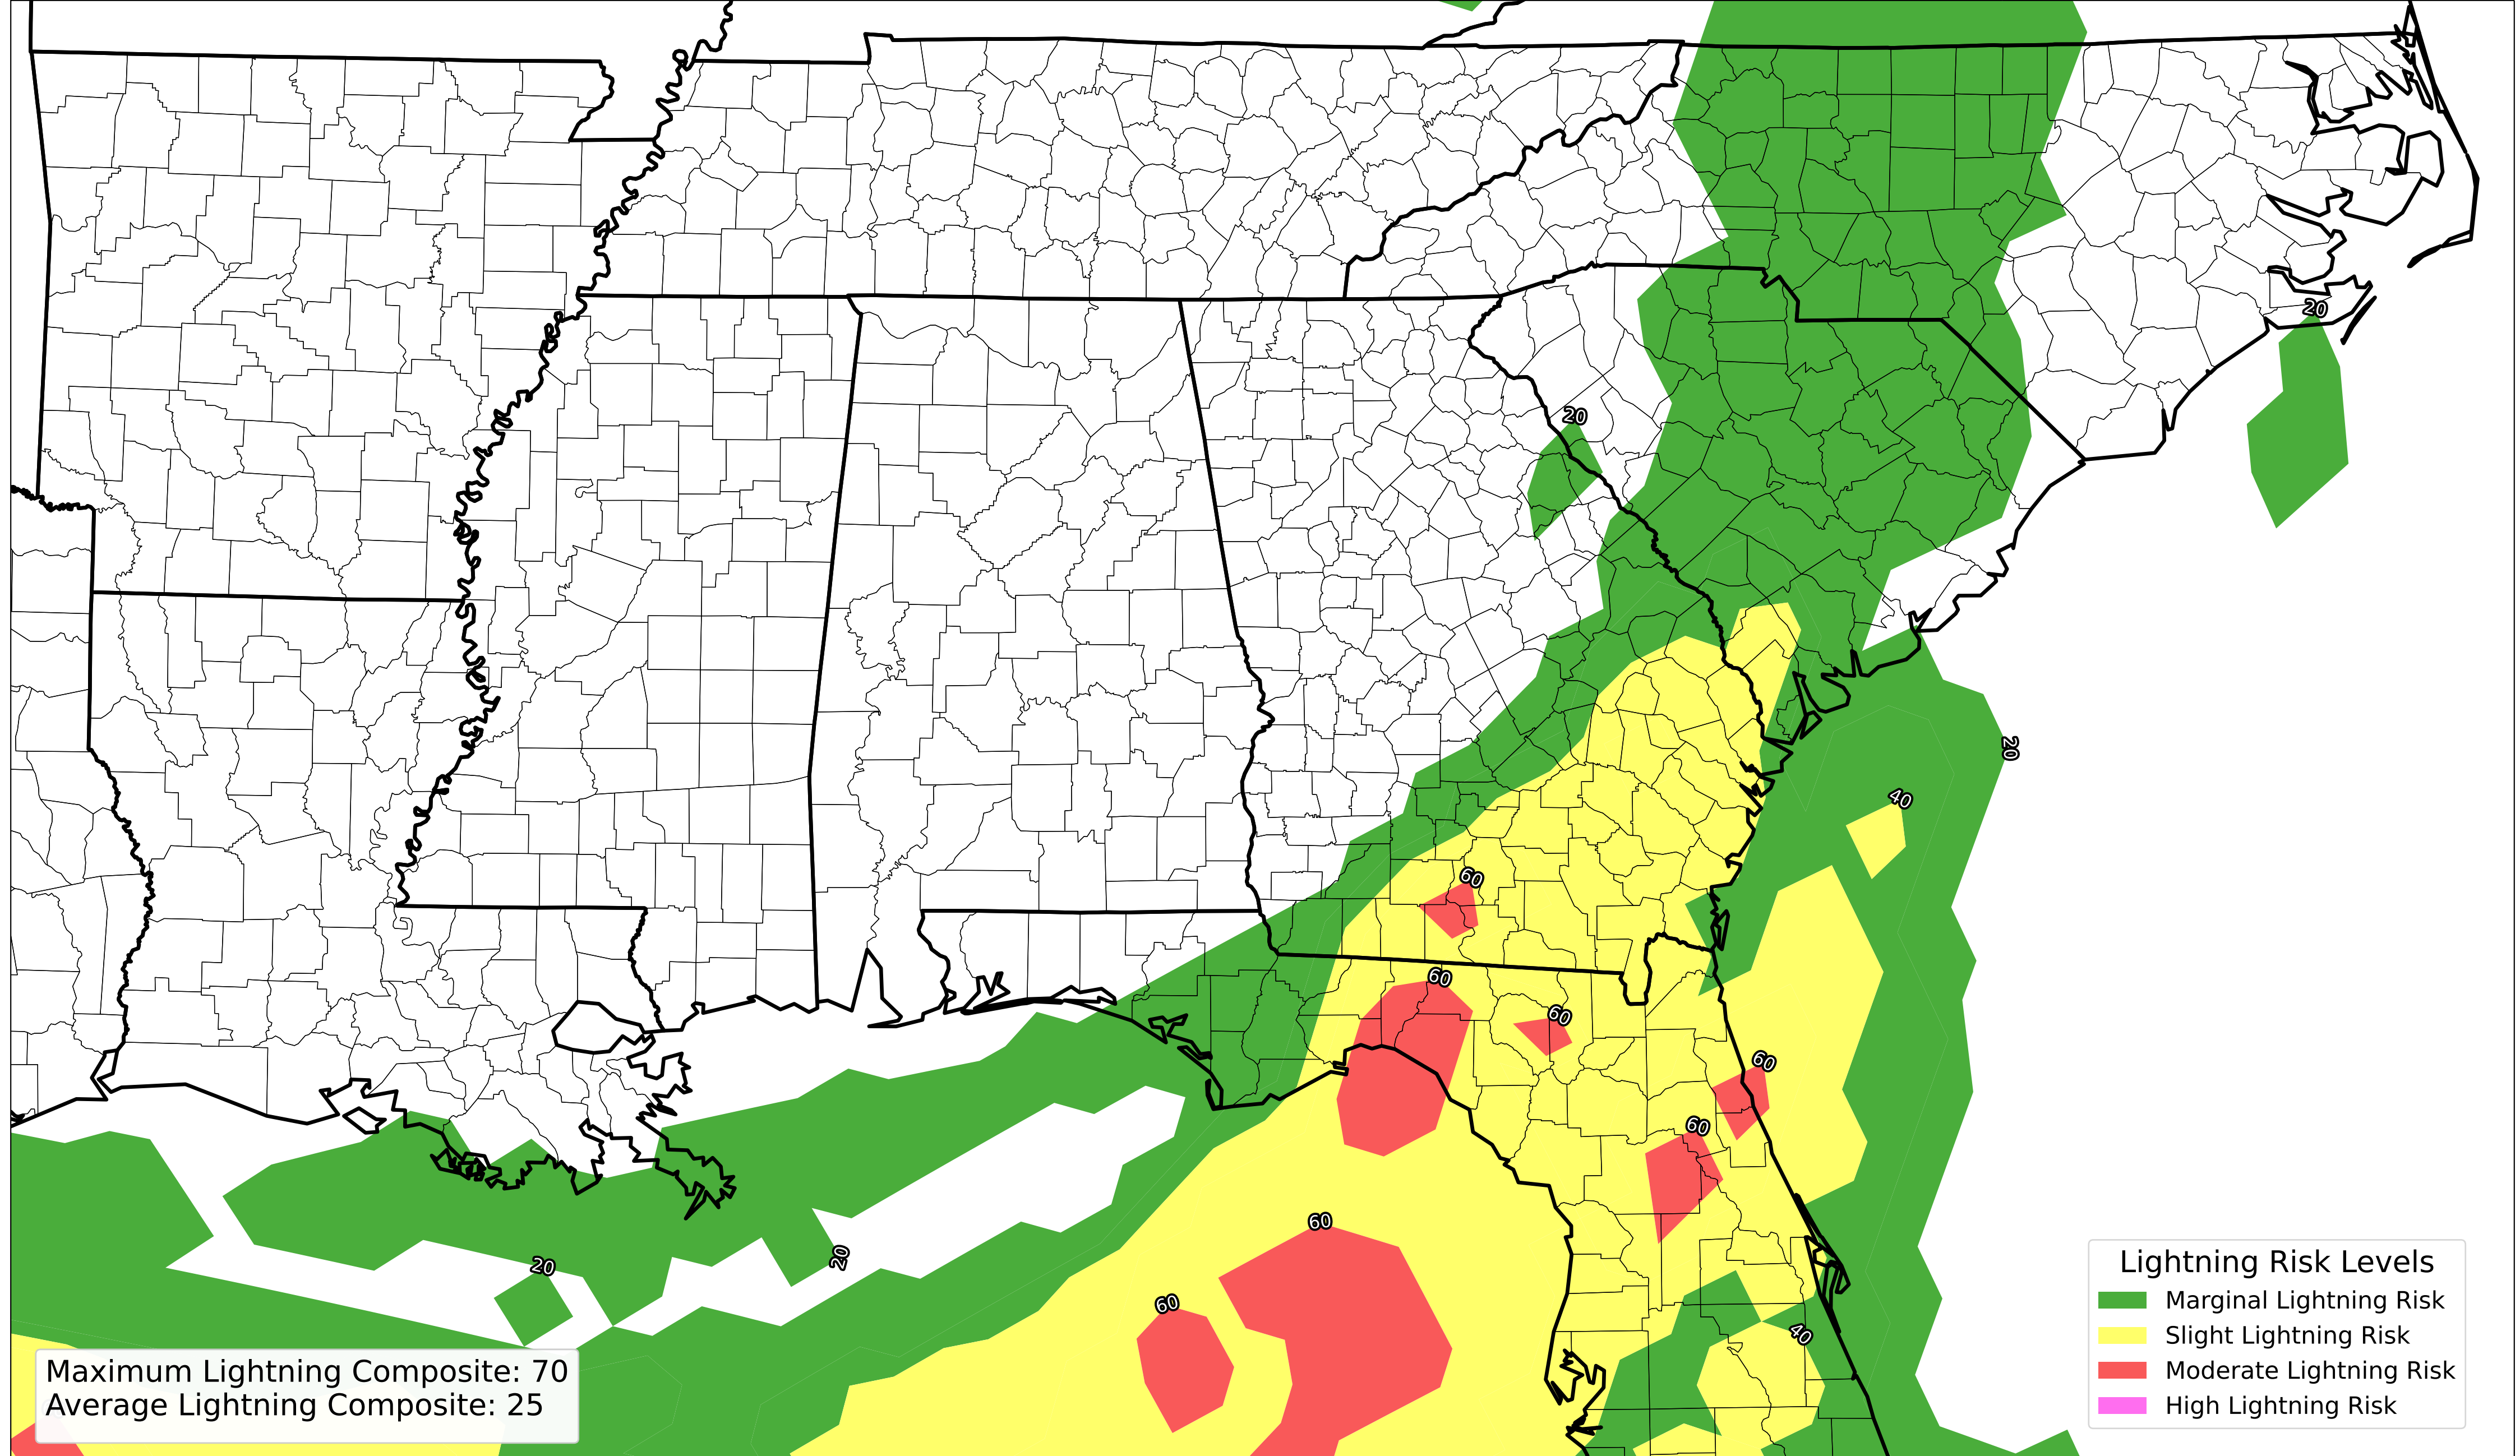 20
20
20
40
60
60
60
60
60
60
60
20
20
40
Lightning Risk Levels
Marginal Lightning Risk
Slight Lightning Risk
Moderate Lightning Risk
High Lightning Risk
Maximum Lightning Composite: 70
Average Lightning Composite: 25